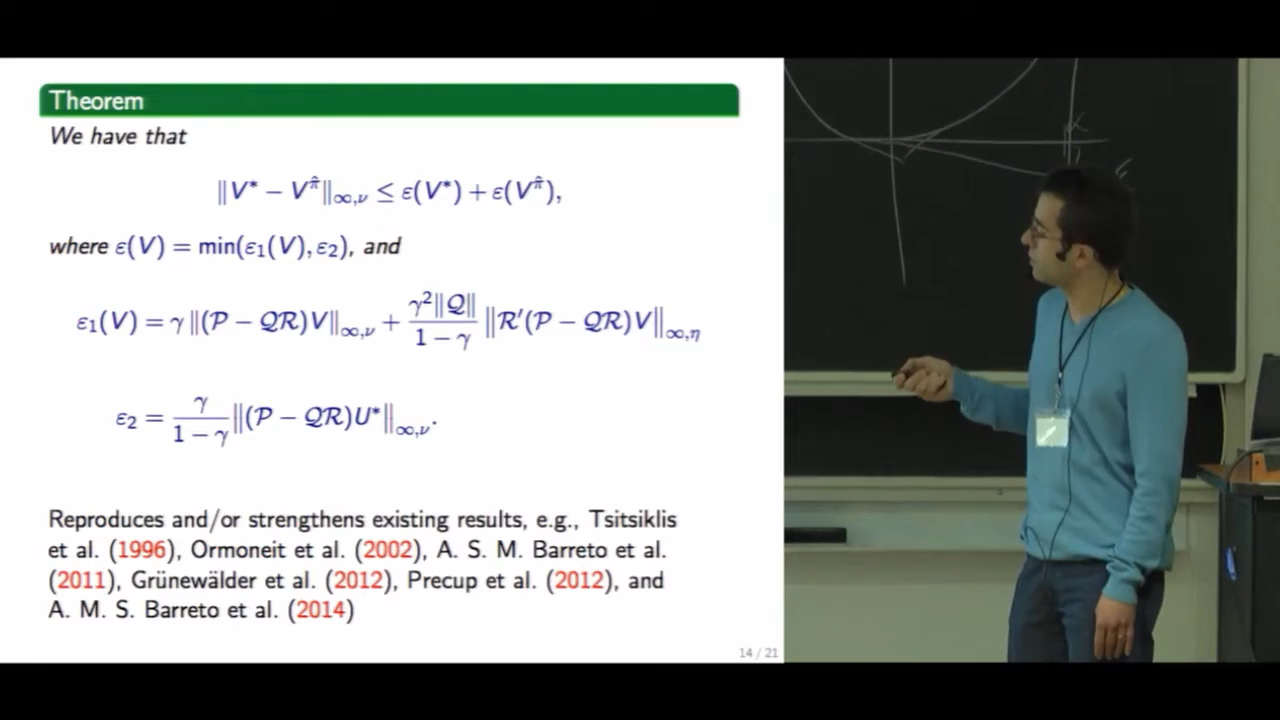 Theorem
We have that
‖V* − V^π̂‖_∞,ν ≤ ε(V*) + ε(V^π̂),
where ε(V) = min(ε₁(V), ε₂), and
ε₁(V) = γ ‖(𝒫 − 𝒬ℛ)V‖_∞,ν + γ²‖𝒬‖ / 1 − γ ‖ℛ′(𝒫 − 𝒬ℛ)V‖_∞,η
ε₂ = γ / 1 − γ ‖(𝒫 − 𝒬ℛ)U*‖_∞,ν.
Reproduces and/or strengthens existing results, e.g., Tsitsiklis
et al. (1996), Ormoneit et al. (2002), A. S. M. Barreto et al.
(2011), Grünewälder et al. (2012), Precup et al. (2012), and
A. M. S. Barreto et al. (2014)
14 / 21